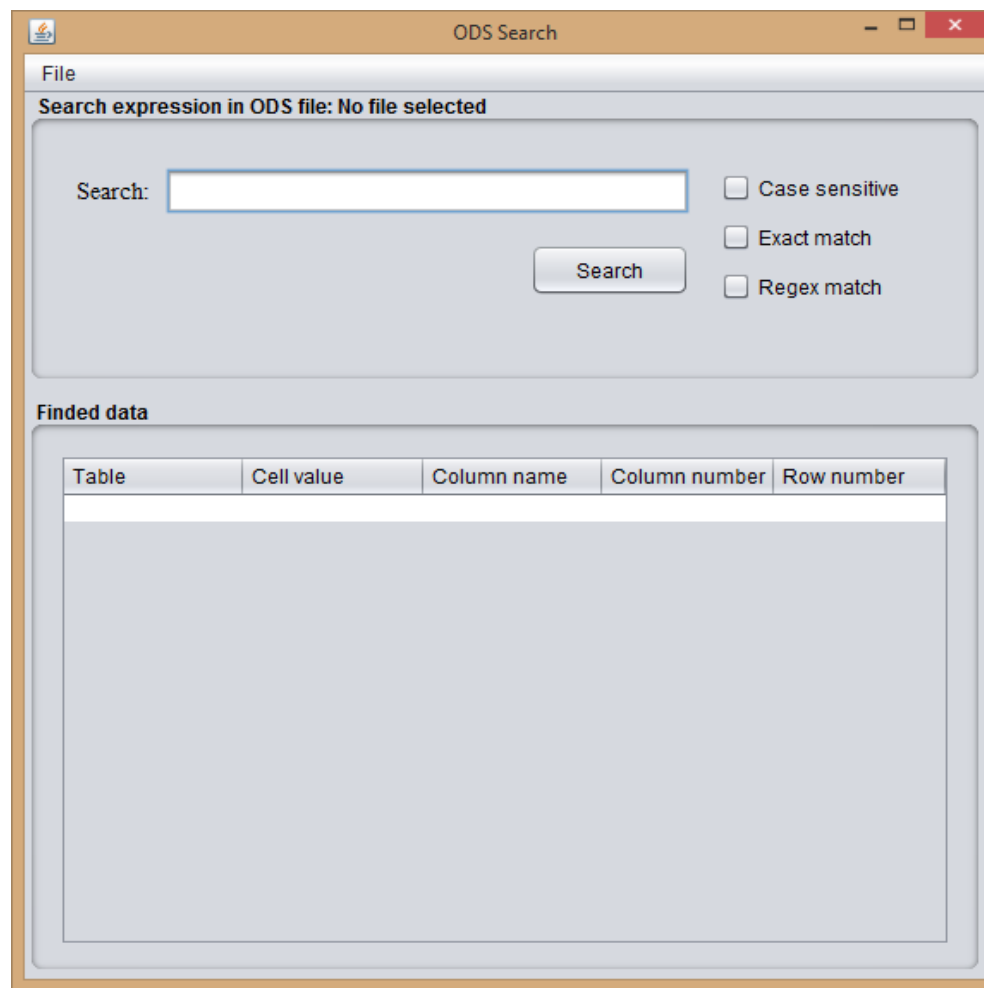 ODS Search
File
Search expression in ODS file: No file selected
Search:
Case sensitive
Exact match
Search
Regex match
Finded data
Table Cell value Column name Column number Row number